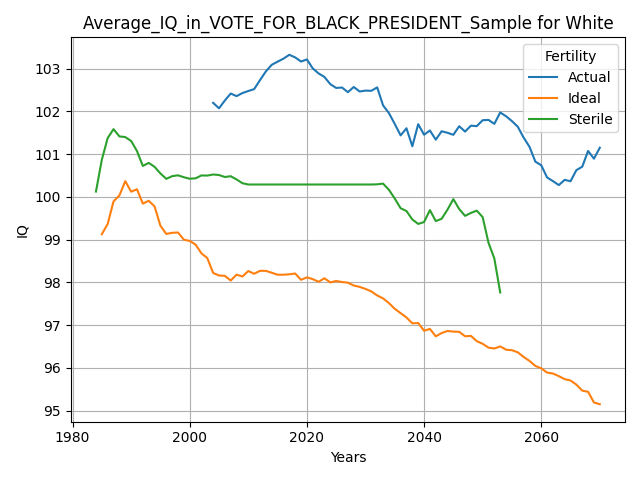 Average_IQ_in_VOTE_FOR_BLACK_PRESIDENT_Sample for White
Fertility
Actual
Ideal
Sterile
IQ
103
102
101
100
99
98
97
96
95
1980 2000 2020 2040 2060
Years